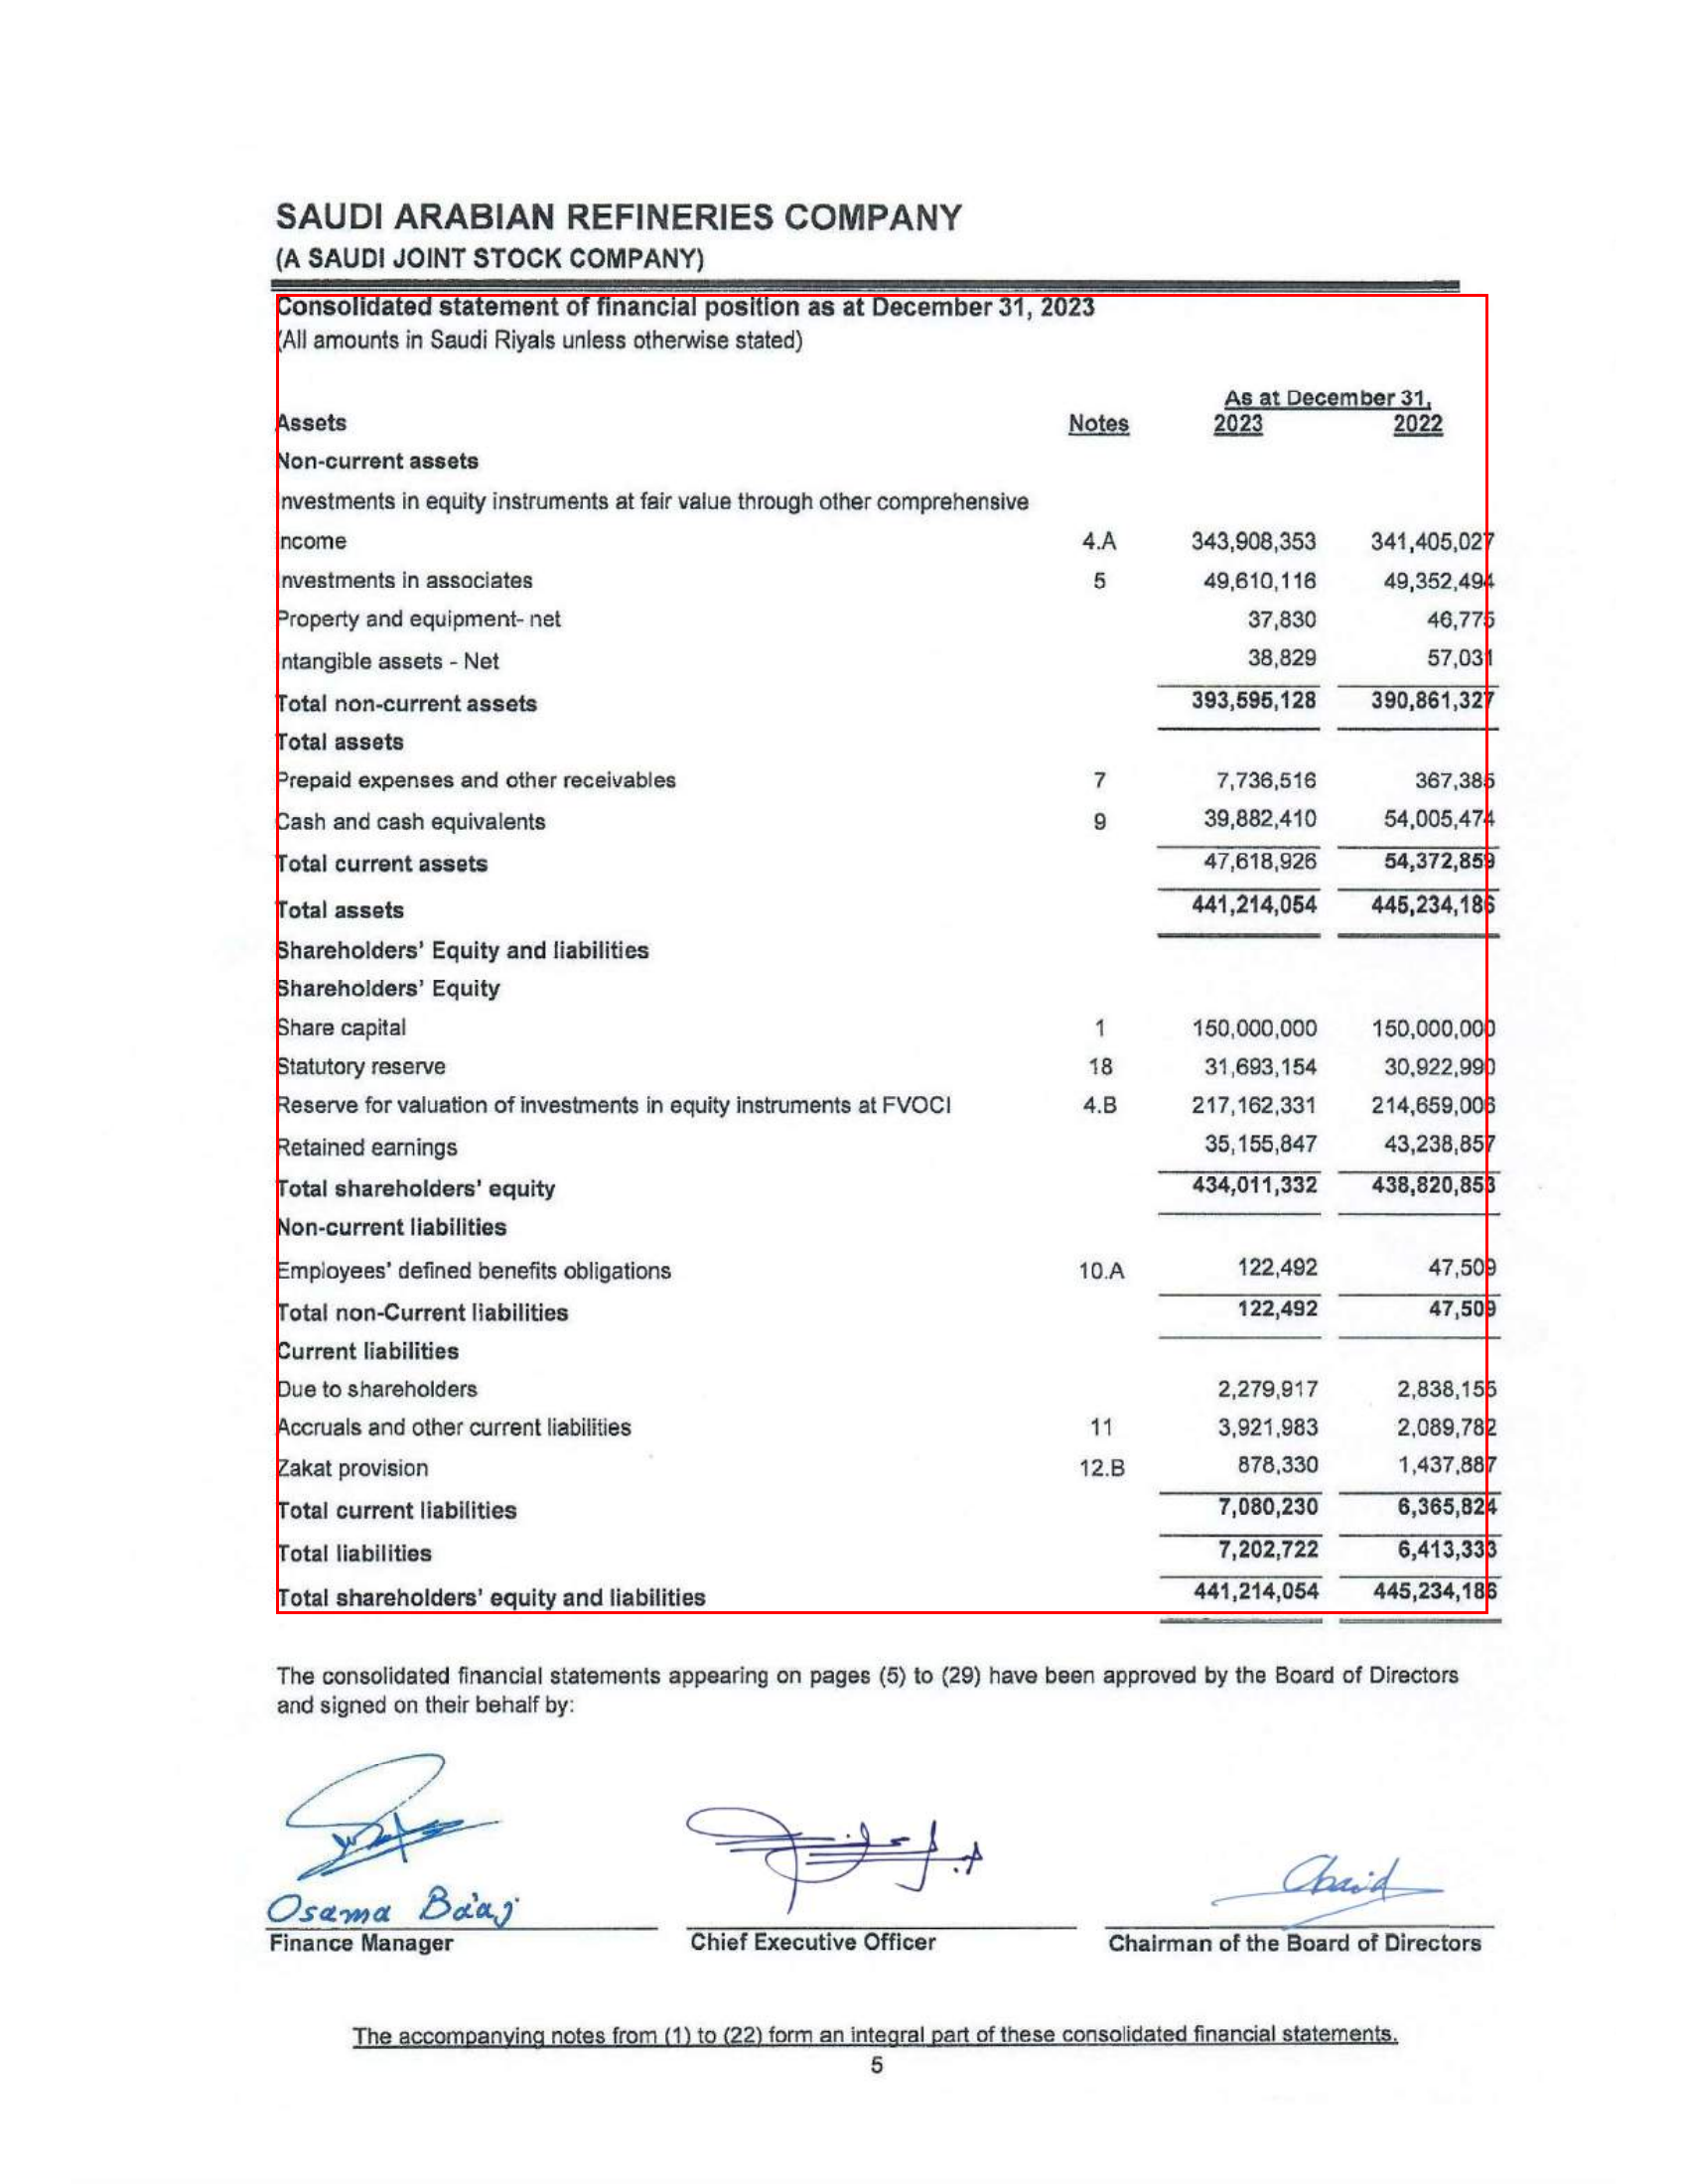 SAUDI ARABIAN REFINERIES COMPANY
(A SAUDI JOINT STOCK COMPANY)
Consolidated statement of financial position as at December 31, 2023
(All amounts in Saudi Riyals unless otherwise stated)
As at December 31,
Assets Notes 2023 2022
Non-current assets
Investments in equity instruments at fair value through other comprehensive
income 4.A 343,908,353 341,405,027
Investments in associates 5 49,610,116 49,352,494
Property and equipment- net 37,830 46,775
Intangible assets - Net 38,829 57,031
Total non-current assets 393,595,128 390,861,327
Total assets
Prepaid expenses and other receivables 7 7,736,516 367,385
Cash and cash equivalents 9 39,882,410 54,005,474
Total current assets 47,618,926 54,372,859
Total assets 441,214,054 445,234,186
Shareholders' Equity and liabilities
Shareholders' Equity
Share capital 1 150,000,000 150,000,000
Statutory reserve 18 31,693,154 30,922,990
Reserve for valuation of investments in equity instruments at FVOCI 4.B 217,162,331 214,659,006
Retained earnings 35,155,847 43,238,857
Total shareholders' equity 434,011,332 438,820,853
Non-current liabilities
Employees' defined benefits obligations 10.A 122,492 47,509
Total non-Current liabilities 122,492 47,509
Current liabilities
Due to shareholders 2,279,917 2,838,155
Accruals and other current liabilities 11 3,921,983 2,089,782
Zakat provision 12.B 878,330 1,437,887
Total current liabilities 7,080,230 6,365,824
Total liabilities 7,202,722 6,413,333
Total shareholders' equity and liabilities 441,214,054 445,234,186
The consolidated financial statements appearing on pages (5) to (29) have been approved by the Board of Directors
and signed on their behalf by:
Osama Ba'aj
Finance Manager Chief Executive Officer Chairman of the Board of Directors
The accompanying notes from (1) to (22) form an integral part of these consolidated financial statements.
5